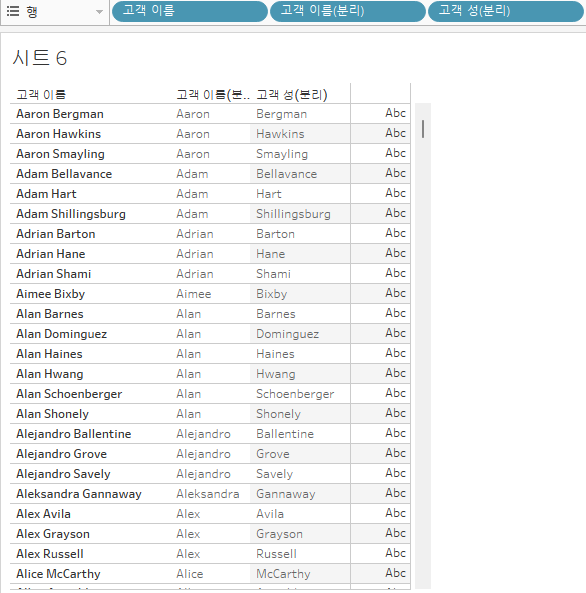 행 고객 이름 고객 이름(분리) 고객 성(분리)
시트 6
고객 이름 고객 이름(분.. 고객 성(분리)
Aaron Bergman Aaron Bergman Abc
Aaron Hawkins Aaron Hawkins Abc
Aaron Smayling Aaron Smayling Abc
Adam Bellavance Adam Bellavance Abc
Adam Hart Adam Hart Abc
Adam Shillingsburg Adam Shillingsburg Abc
Adrian Barton Adrian Barton Abc
Adrian Hane Adrian Hane Abc
Adrian Shami Adrian Shami Abc
Aimee Bixby Aimee Bixby Abc
Alan Barnes Alan Barnes Abc
Alan Dominguez Alan Dominguez Abc
Alan Haines Alan Haines Abc
Alan Hwang Alan Hwang Abc
Alan Schoenberger Alan Schoenberger Abc
Alan Shonely Alan Shonely Abc
Alejandro Ballentine Alejandro Ballentine Abc
Alejandro Grove Alejandro Grove Abc
Alejandro Savely Alejandro Savely Abc
Aleksandra Gannaway Aleksandra Gannaway Abc
Alex Avila Alex Avila Abc
Alex Grayson Alex Grayson Abc
Alex Russell Alex Russell Abc
Alice McCarthy Alice McCarthy Abc